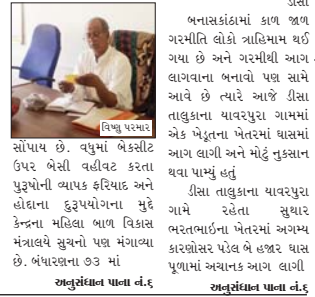 વિષ્ણુ પરમાર
સોંપાય છે. વધુમાં બેકસીટ
ઉપર બેસી વહીવટ કરતા
પુરૂષોની વ્યાપક ફરિયાદ અને
હોદ્દાના દુરૂપયોગના મુદ્દે
કેન્દ્રના મહિલા બાળ વિકાસ
મંત્રાલયે સુચનો પણ મંગાવ્યા
છે. બંધારણના ૭૩ માં
અનુસંધાન પાના નં.૬
ડીસા
બનાસકાંઠામાં કાળ જાળ
ગરમીતિ લોકો ત્રાહિમામ થઈ
ગયા છે અને ગરમીથી આગ
લાગવાના બનાવો પણ સામે
આવે છે ત્યારે આજે ડીસા
તાલુકાના યાવરપુરા ગામમાં
એક ખેડૂતના ખેતરમાં ઘાસમાં
આગ લાગી અને મોટું નુકસાન
થવા પામ્યું હતું
ડીસા તાલુકાના યાવરપુરા
ગામે રહેતા સુથાર
ભરતભાઇના ખેતરમાં અગમ્ય
કારણોસર પડેલ બે હજાર ઘાસ
પૂળામાં અચાનક આગ લાગી
અનુસંધાન પાના નં.૬